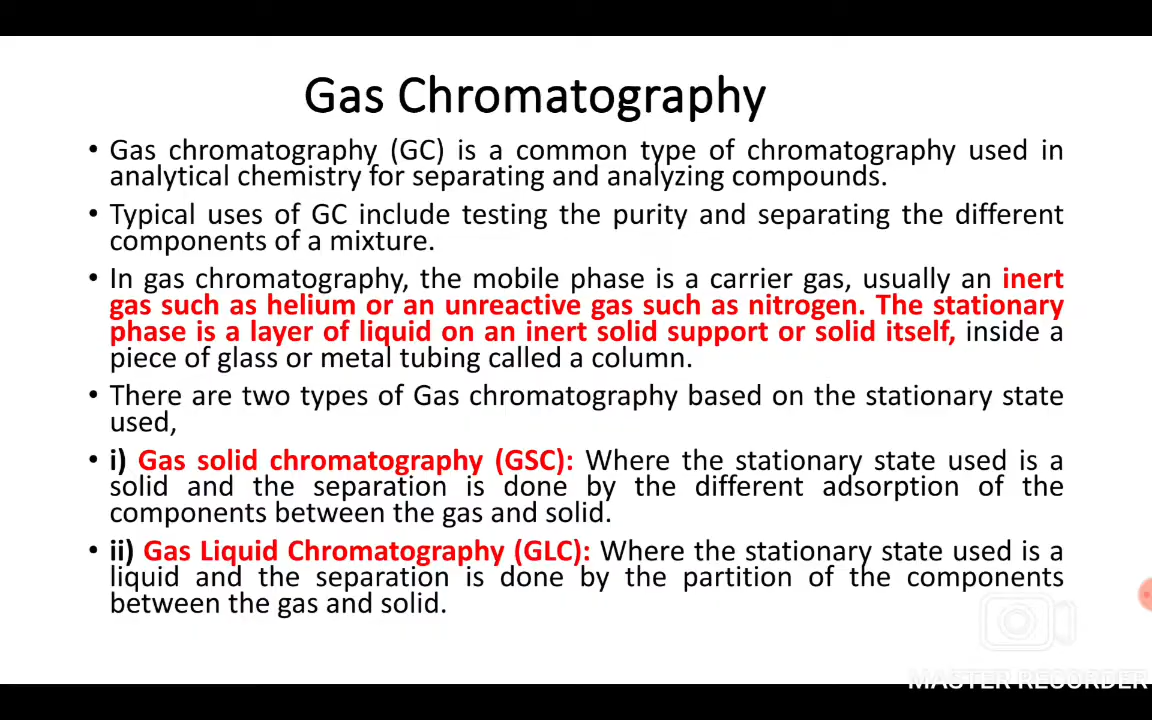 Gas Chromatography
• Gas chromatography (GC) is a common type of chromatography used in
analytical chemistry for separating and analyzing compounds.
• Typical uses of GC include testing the purity and separating the different
components of a mixture.
• In gas chromatography, the mobile phase is a carrier gas, usually an inert
gas such as helium or an unreactive gas such as nitrogen. The stationary
phase is a layer of liquid on an inert solid support or solid itself, inside a
piece of glass or metal tubing called a column.
• There are two types of Gas chromatography based on the stationary state
used,
• i) Gas solid chromatography (GSC): Where the stationary state used is a
solid and the separation is done by the different adsorption of the
components between the gas and solid.
• ii) Gas Liquid Chromatography (GLC): Where the stationary state used is a
liquid and the separation is done by the partition of the components
between the gas and solid.
MASTER RECORDER